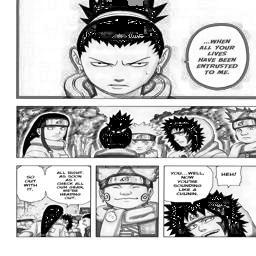 ...WHEN
ALL YOUR
LIVES
HAVE BEEN
ENTRUSTED
TO ME.
SO
OUT
WITH
IT.
ALL RIGHT,
AS SOON
AS I
CHECK ALL
OUR GEAR,
WE'RE
HEADING
OUT.
YOU...WELL,
NOW
YOU'RE
SOUNDING
LIKE A
CHUNIN.
HEH!